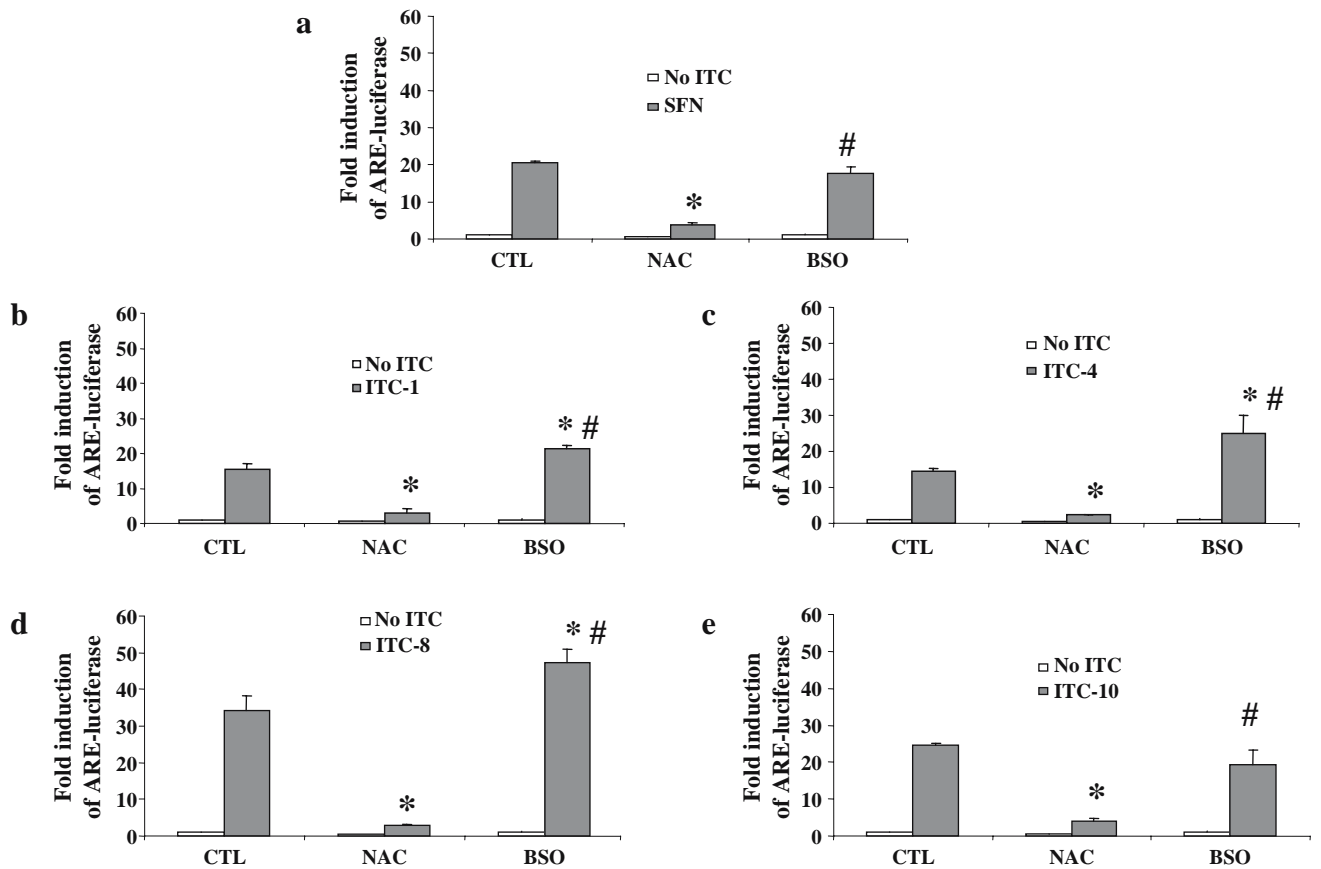 a
Fold induction
of ARE-luciferase
60
50
40
30
20
10
0
No ITC
SFN
*
#
CTL NAC BSO
b
Fold induction
of ARE-luciferase
60
50
40
30
20
10
0
No ITC
ITC-1
*
* #
CTL NAC BSO
c
Fold induction
of ARE-luciferase
60
50
40
30
20
10
0
No ITC
ITC-4
*
* #
CTL NAC BSO
d
Fold induction
of ARE-luciferase
60
50
40
30
20
10
0
No ITC
ITC-8
*
* #
CTL NAC BSO
e
Fold induction
of ARE-luciferase
60
50
40
30
20
10
0
No ITC
ITC-10
*
#
CTL NAC BSO